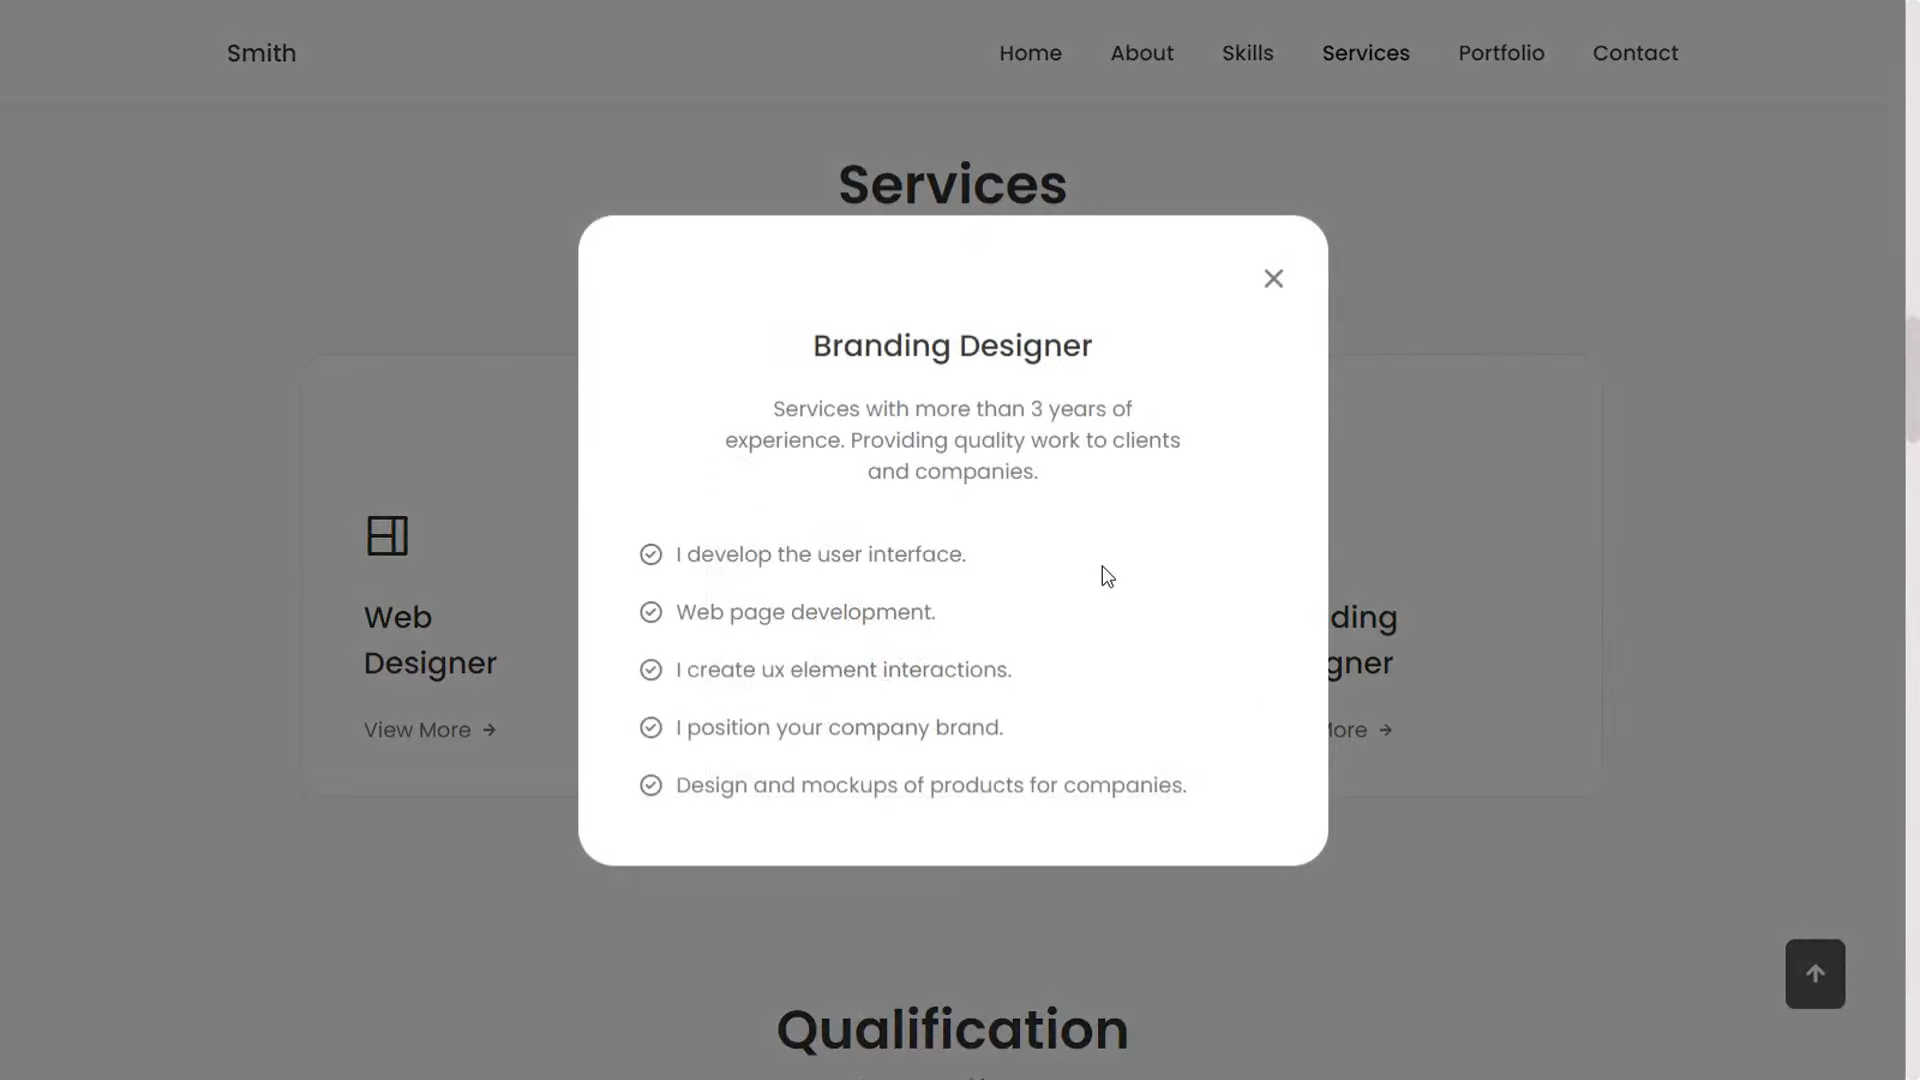 Smith
Home About Skills Services Portfolio Contact
Services
Branding Designer
Services with more than 3 years of
experience. Providing quality work to clients
and companies.
I develop the user interface.
Web page development.
I create ux element interactions.
I position your company brand.
Design and mockups of products for companies.
Web
Designer
View More
ding
gner
More
Qualification